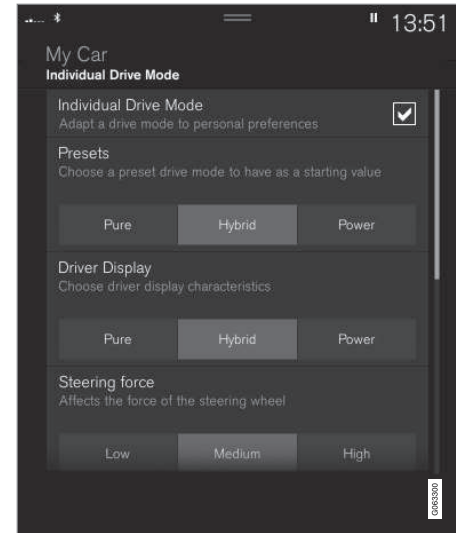 13:51
My Car
Individual Drive Mode
Individual Drive Mode
Adapt a drive mode to personal preferences
Presets
Choose a preset drive mode to have as a starting value
Pure Hybrid Power
Driver Display
Choose driver display characteristics
Pure Hybrid Power
Steering force
Affects the force of the steering wheel
Low Medium High
G063300